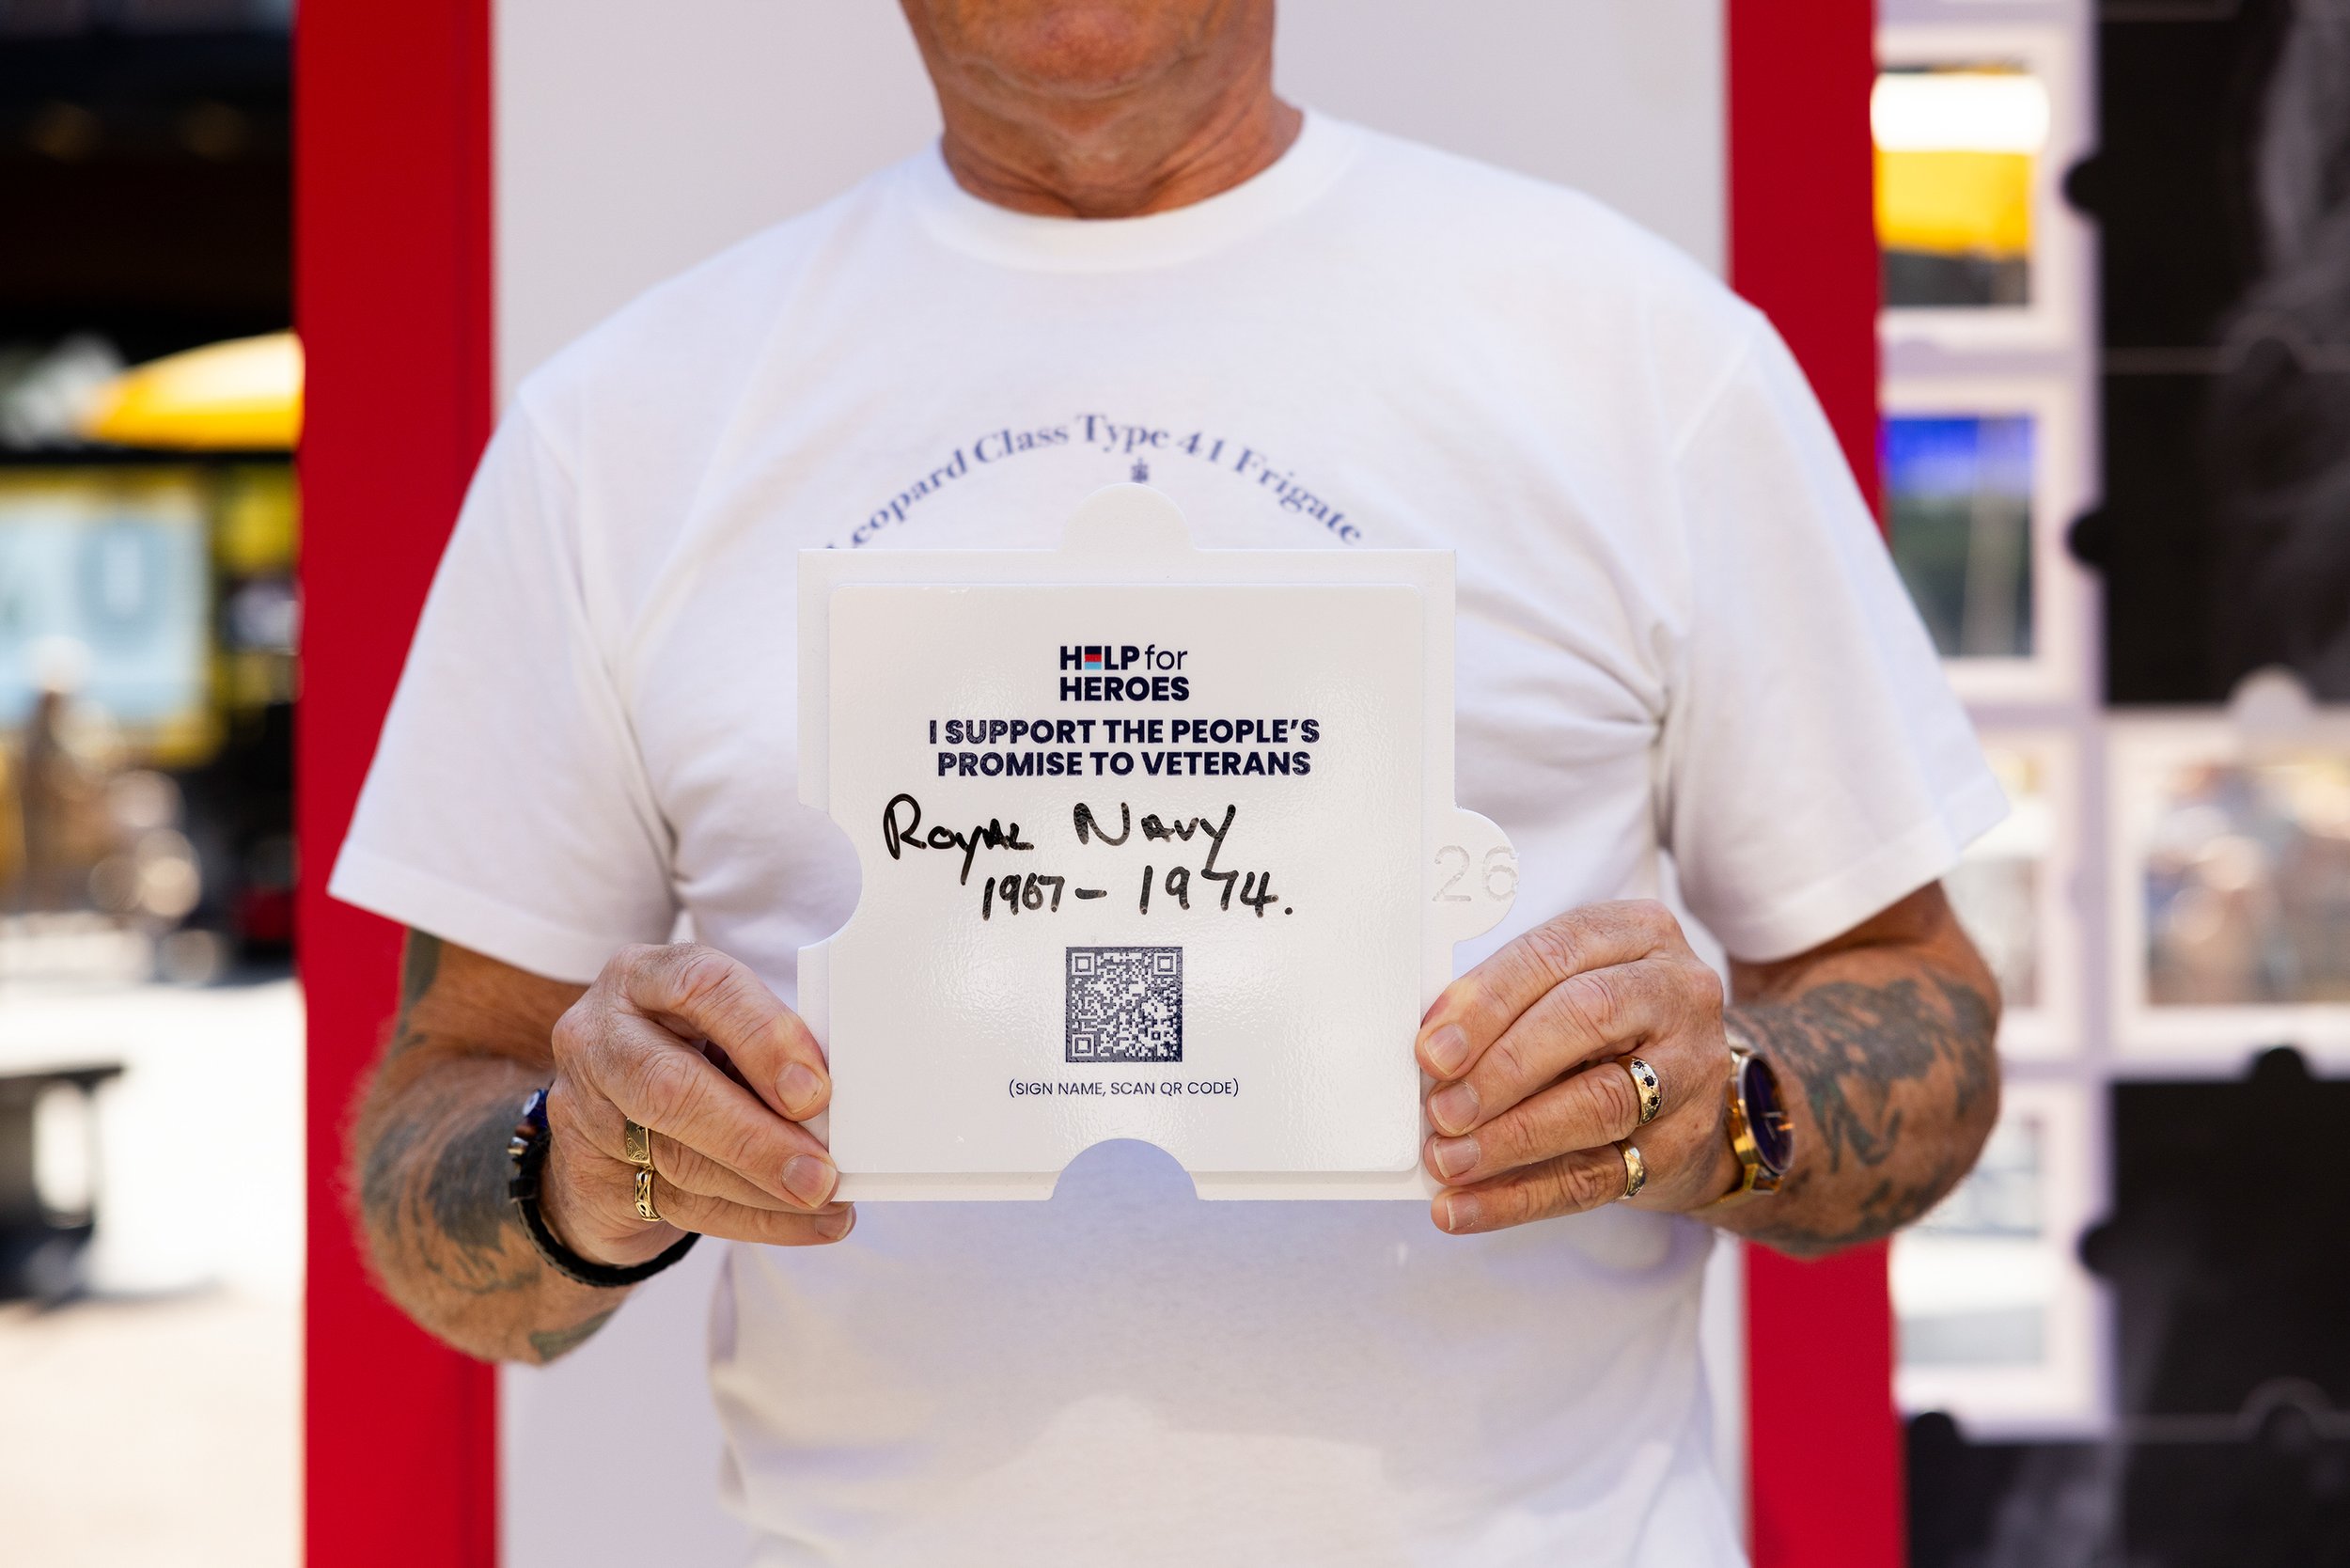 Leopard Class Type 41 Frigate
HELP for
HEROES
I SUPPORT THE PEOPLE'S
PROMISE TO VETERANS
Royal Navy
1967 – 1974.
26
(SIGN NAME, SCAN QR CODE)